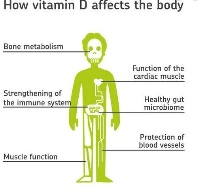 How vitamin D affects the body
Bone metabolism
Function of the
cardiac muscle
Strengthening of
the immune system
Healthy gut
microbiome
Protection of
blood vessels
Muscle function